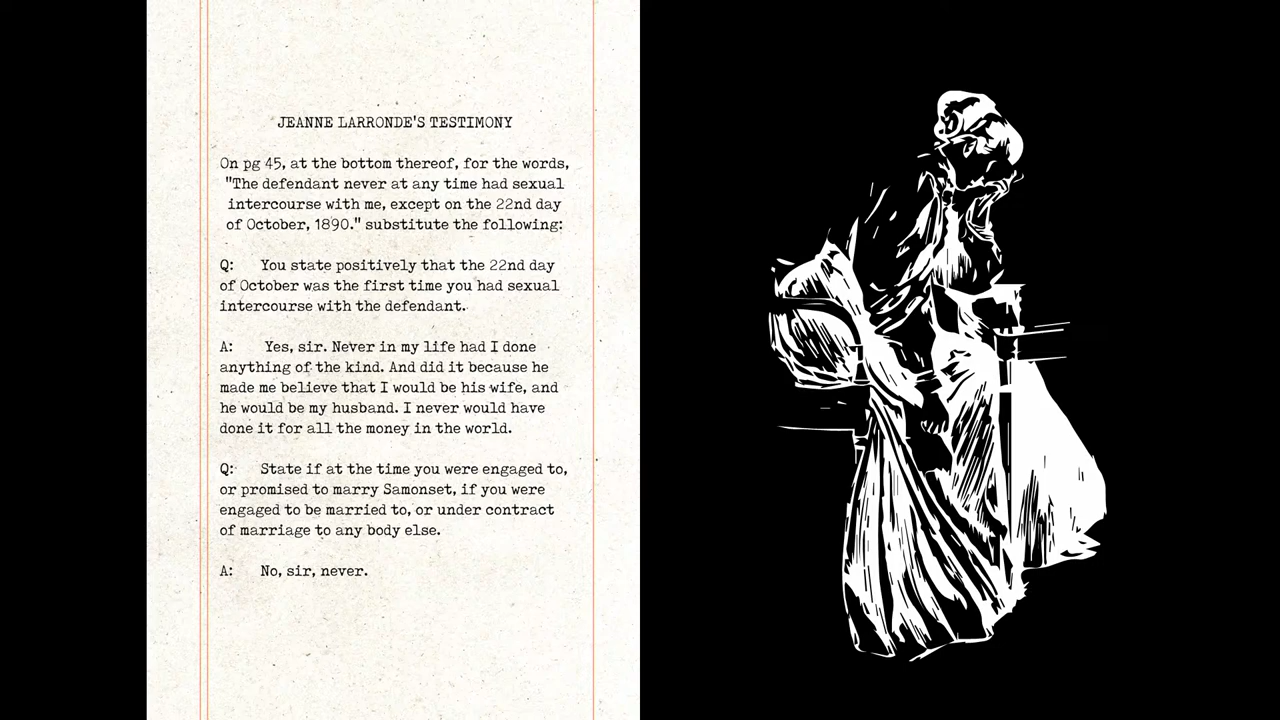 JEANNE LARRONDE'S TESTIMONY
On pg 45, at the bottom thereof, for the words,
"The defendant never at any time had sexual
intercourse with me, except on the 22nd day
of October, 1890." substitute the following:
Q: You state positively that the 22nd day
of October was the first time you had sexual
intercourse with the defendant.
A: Yes, sir. Never in my life had I done
anything of the kind. And did it because he
made me believe that I would be his wife, and
he would be my husband. I never would have
done it for all the money in the world.
Q: State if at the time you were engaged to,
or promised to marry Samonset, if you were
engaged to be married to, or under contract
of marriage to any body else.
A: No, sir, never.